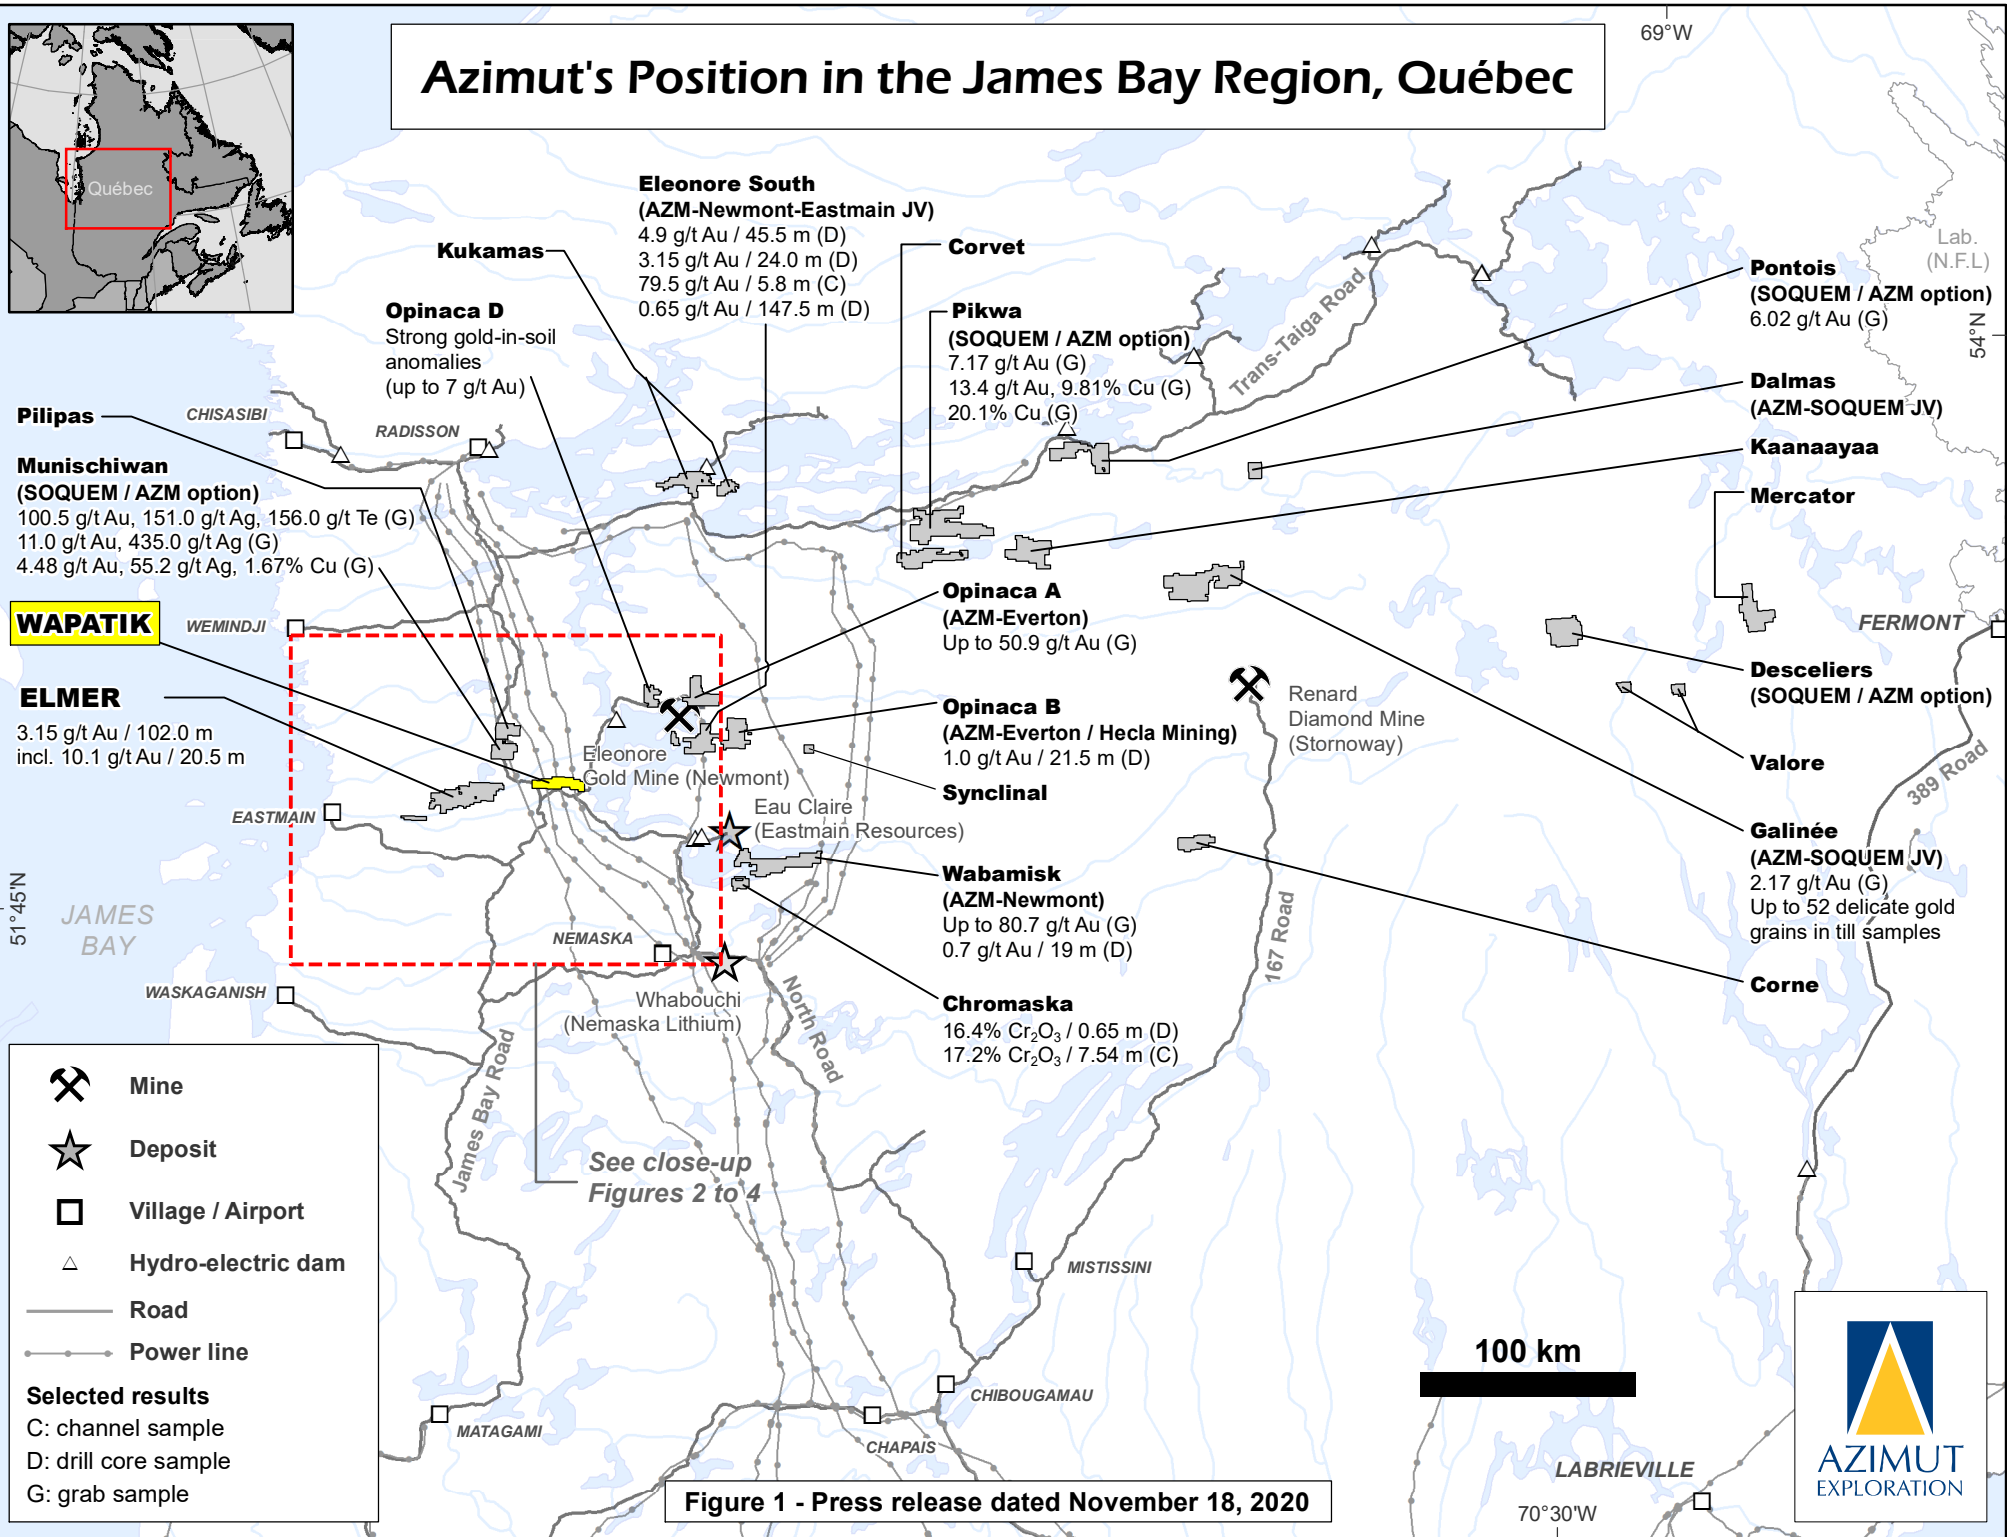 Azimut's Position in the James Bay Region, Québec
Québec
69°W
54°N
Lab.
(N.F.L)
Kukamas
Eleonore South
(AZM-Newmont-Eastmain JV)
4.9 g/t Au / 45.5 m (D)
3.15 g/t Au / 24.0 m (D)
79.5 g/t Au / 5.8 m (C)
0.65 g/t Au / 147.5 m (D)
Corvet
Opinaca D
Strong gold-in-soil
anomalies
(up to 7 g/t Au)
Pikwa
(SOQUEM / AZM option)
7.17 g/t Au (G)
13.4 g/t Au, 9.81% Cu (G)
20.1% Cu (G)
Trans-Taiga Road
Pontois
(SOQUEM / AZM option)
6.02 g/t Au (G)
Dalmas
(AZM-SOQUEM JV)
Kaanaayaa
Mercator
Pilipas
CHISASIBI
RADISSON
Munischiwan
(SOQUEM / AZM option)
100.5 g/t Au, 151.0 g/t Ag, 156.0 g/t Te (G)
11.0 g/t Au, 435.0 g/t Ag (G)
4.48 g/t Au, 55.2 g/t Ag, 1.67% Cu (G)
WAPATIK
WEMINDJI
ELMER
3.15 g/t Au / 102.0 m
incl. 10.1 g/t Au / 20.5 m
Opinaca A
(AZM-Everton)
Up to 50.9 g/t Au (G)
FERMONT
Desceliers
(SOQUEM / AZM option)
Renard
Diamond Mine
(Stornoway)
Opinaca B
(AZM-Everton / Hecla Mining)
1.0 g/t Au / 21.5 m (D)
Eleonore
Gold Mine (Newmont)
Valore
Synclinal
389 Road
EASTMAIN
Eau Claire
(Eastmain Resources)
Galinée
(AZM-SOQUEM JV)
2.17 g/t Au (G)
Up to 52 delicate gold
grains in till samples
Wabamisk
(AZM-Newmont)
Up to 80.7 g/t Au (G)
0.7 g/t Au / 19 m (D)
51°45'N
JAMES
BAY
NEMASKA
167 Road
Corne
WASKAGANISH
Whabouchi
(Nemaska Lithium)
North Road
Chromaska
16.4% Cr₂O₃ / 0.65 m (D)
17.2% Cr₂O₃ / 7.54 m (C)
James Bay Road
See close-up
Figures 2 to 4
Mine
Deposit
Village / Airport
Hydro-electric dam
Road
Power line
Selected results
C: channel sample
D: drill core sample
G: grab sample
MISTISSINI
100 km
CHIBOUGAMAU
MATAGAMI
CHAPAIS
LABRIEVILLE
70°30'W
Figure 1 - Press release dated November 18, 2020
AZIMUT
EXPLORATION